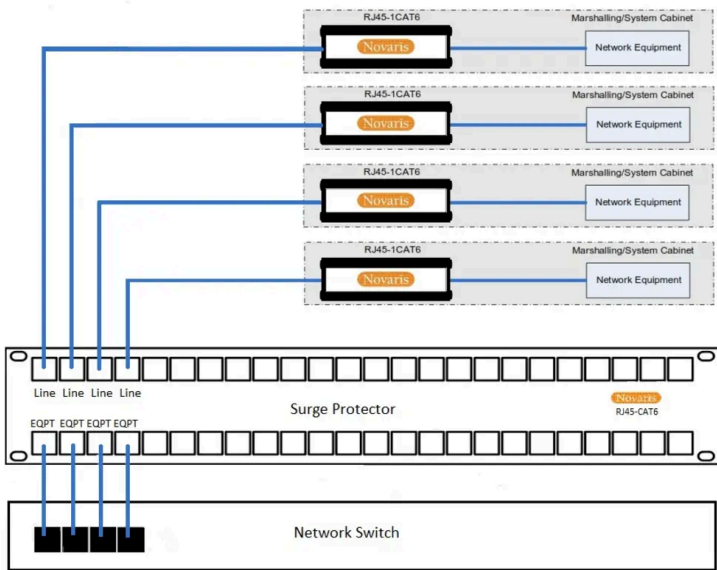 RJ45-1CAT6
Marshalling/System Cabinet
Novaris
Network Equipment
RJ45-1CAT6
Marshalling/System Cabinet
Novaris
Network Equipment
RJ45-1CAT6
Marshalling/System Cabinet
Novaris
Network Equipment
RJ45-1CAT6
Marshalling/System Cabinet
Novaris
Network Equipment
Line Line Line Line
Surge Protector
Novaris
RJ45-CAT6
EQPT EQPT EQPT EQPT
Network Switch